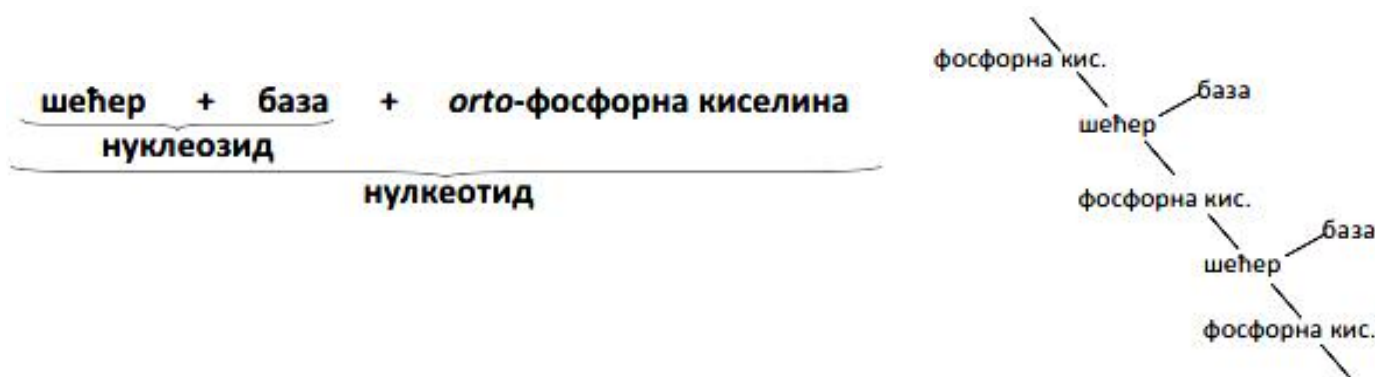 шећер + база + orto-фосфорна киселина
нуклеозид
нулкеотид
фосфорна кис.
база
шећер
фосфорна кис.
база
шећер
фосфорна кис.